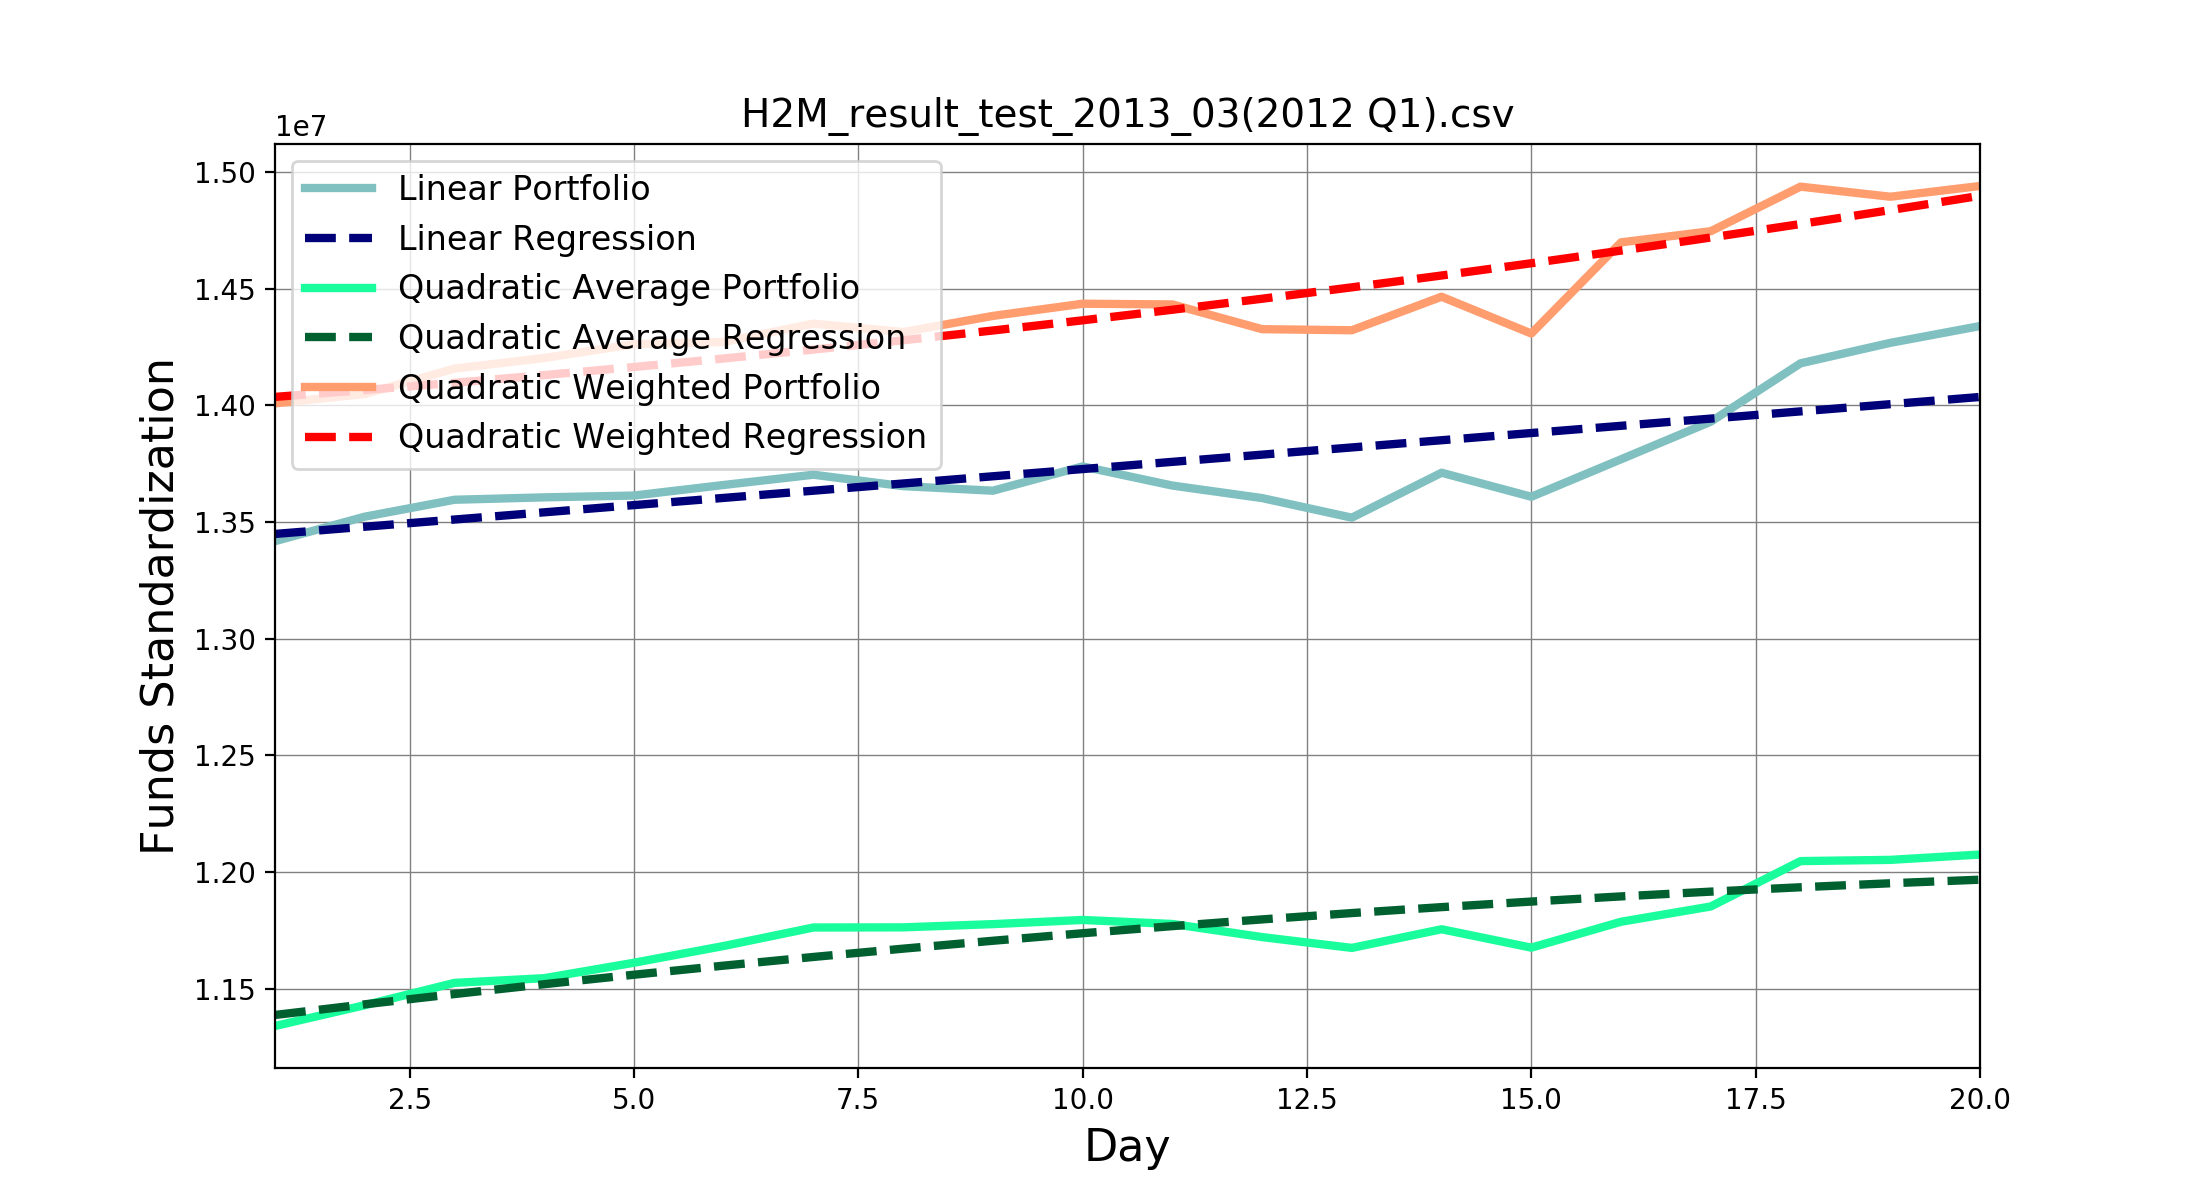 H2M_result_test_2013_03(2012 Q1).csv
1e7
1.50
1.45
1.40
1.35
1.30
1.25
1.20
1.15
Funds Standardization
Linear Portfolio
Linear Regression
Quadratic Average Portfolio
Quadratic Average Regression
Quadratic Weighted Portfolio
Quadratic Weighted Regression
2.5 5.0 7.5 10.0 12.5 15.0 17.5 20.0
Day